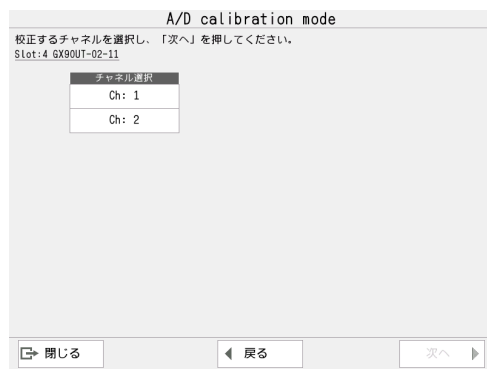 A/D calibration mode
校正するチャネルを選択し、「次へ」を押してください。
Slot:4 GX90UT-02-11
チャネル選択
Ch: 1
Ch: 2
閉じる
戻る
次へ